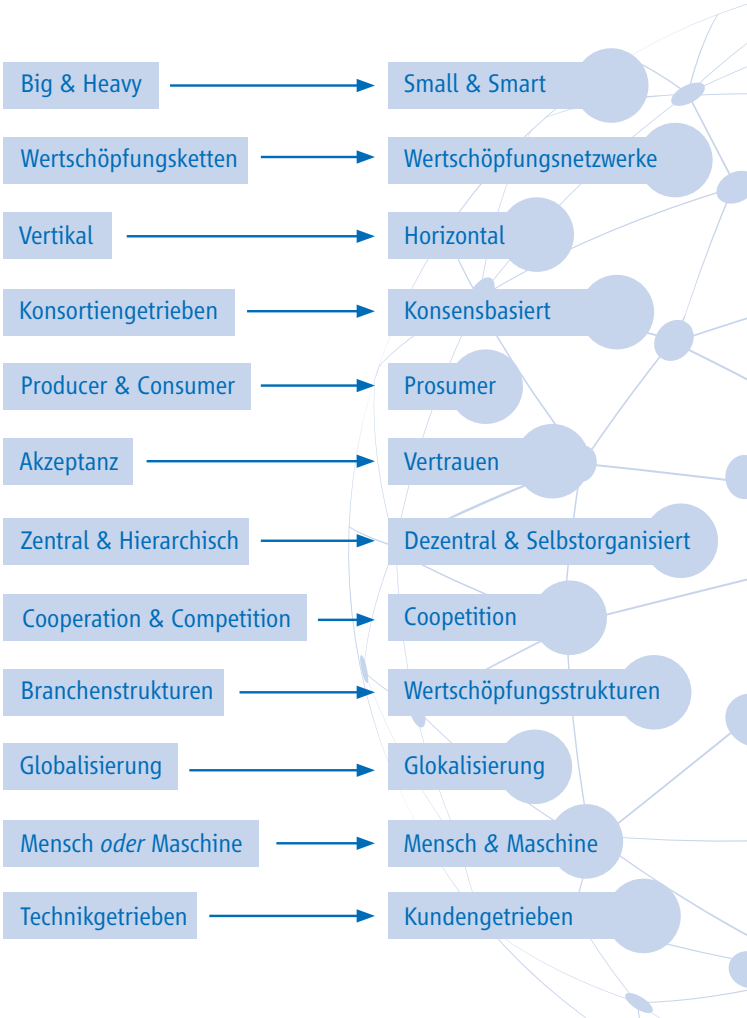 Big & Heavy
Small & Smart
Wertschöpfungsketten
Wertschöpfungsnetzwerke
Vertikal
Horizontal
Konsortiengetrieben
Konsensbasiert
Producer & Consumer
Prosumer
Akzeptanz
Vertrauen
Zentral & Hierarchisch
Dezentral & Selbstorganisiert
Cooperation & Competition
Coopetition
Branchenstrukturen
Wertschöpfungsstrukturen
Globalisierung
Glokalisierung
Mensch oder Maschine
Mensch & Maschine
Technikgetrieben
Kundengetrieben